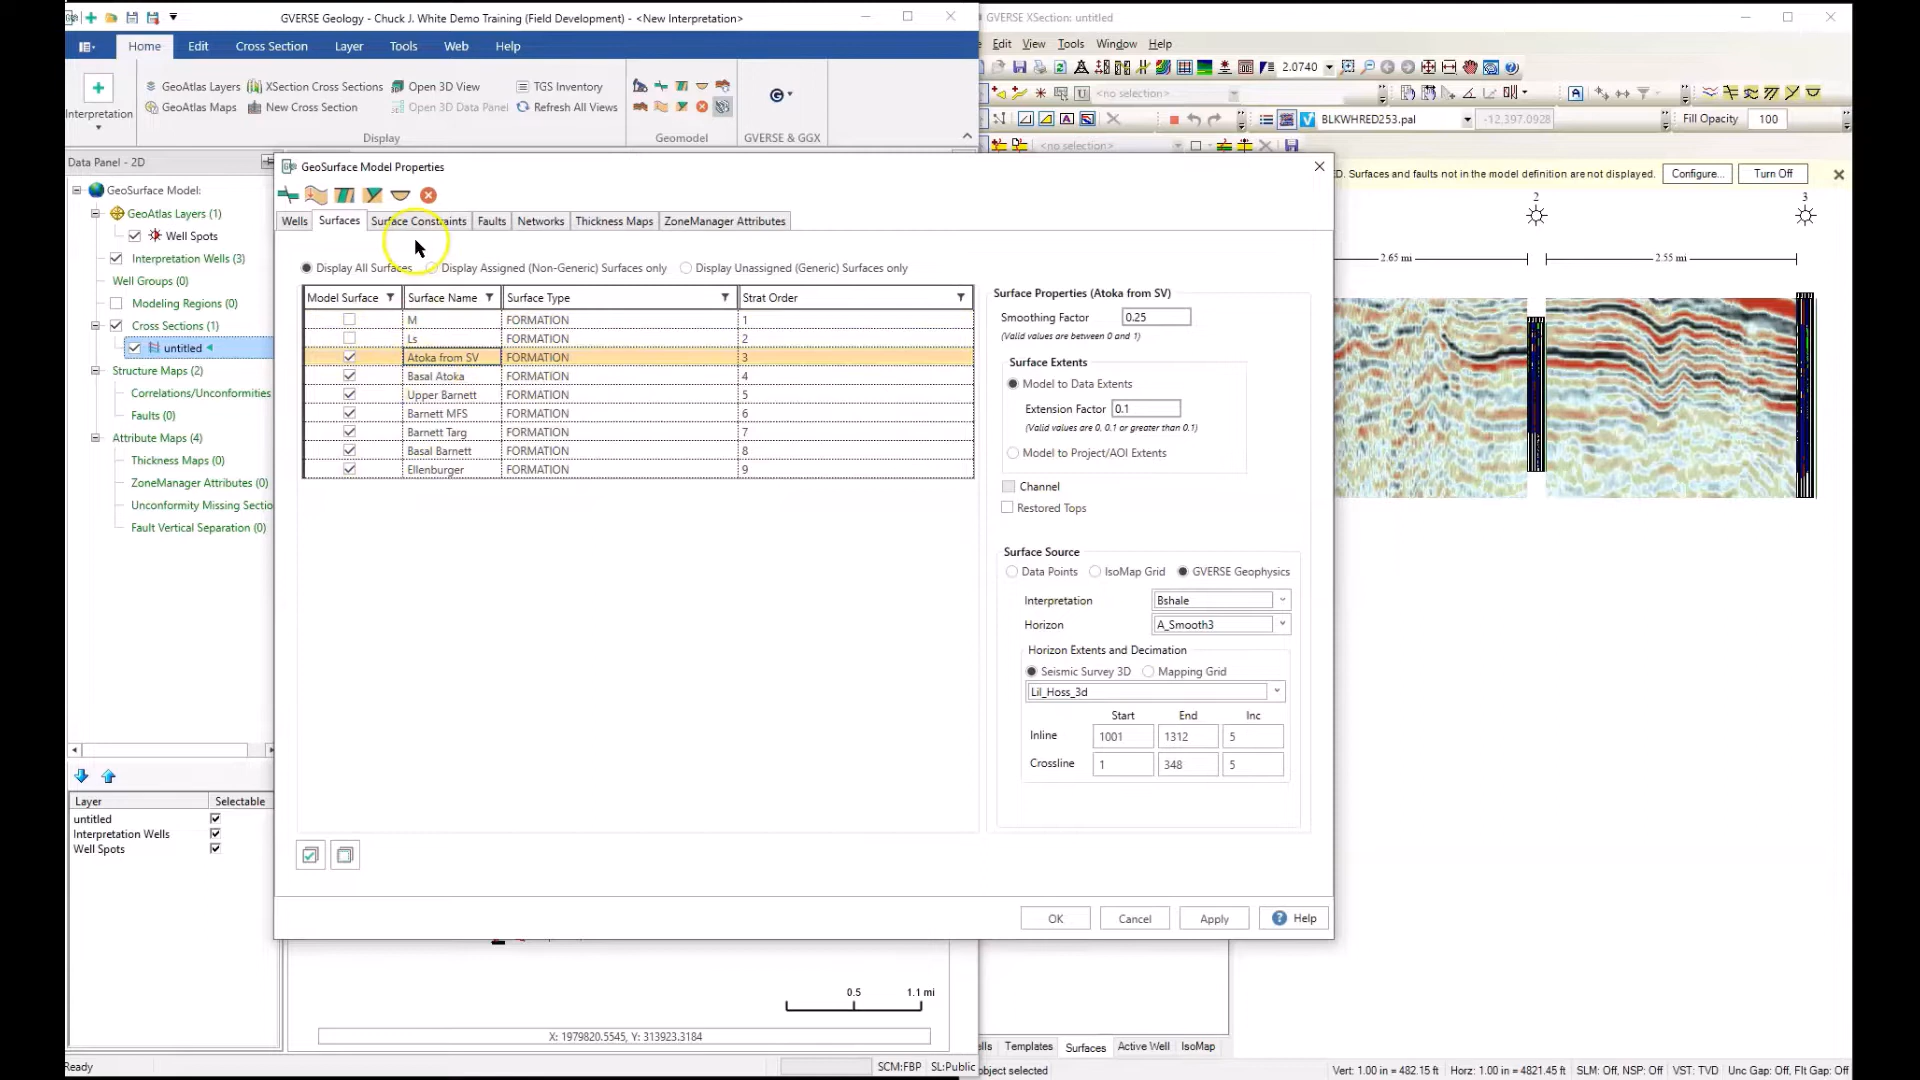 GVERSE Geology - Chuck J. White Demo Training (Field Development) - <New Interpretation>
Home Edit Cross Section Layer Tools Web Help
Interpretation
GeoAtlas Layers XSection Cross Sections Open 3D View TGS Inventory
GeoAtlas Maps New Cross Section Open 3D Data Panel Refresh All Views
Display Geomodel GVERSE & GGX
GVERSE XSection: untitled
Edit View Tools Window Help
2.0740
<no selection>
BLKWHRED253.pal -12,397.0928 Fill Opacity 100
<no selection>
D. Surfaces and faults not in the model definition are not displayed. Configure... Turn Off
2 3
2.65 mi 2.55 mi
Data Panel - 2D
GeoSurface Model:
GeoAtlas Layers (1)
Well Spots
Interpretation Wells (3)
Well Groups (0)
Modeling Regions (0)
Cross Sections (1)
untitled
Structure Maps (2)
Correlations/Unconformities
Faults (0)
Attribute Maps (4)
Thickness Maps (0)
ZoneManager Attributes (0)
Unconformity Missing Sectio
Fault Vertical Separation (0)
Layer Selectable
untitled
Interpretation Wells
Well Spots
GeoSurface Model Properties
Wells Surfaces Surface Constraints Faults Networks Thickness Maps ZoneManager Attributes
Display All Surfaces Display Assigned (Non-Generic) Surfaces only Display Unassigned (Generic) Surfaces only
Model Surface Surface Name Surface Type Strat Order
M FORMATION 1
Ls FORMATION 2
Atoka from SV FORMATION 3
Basal Atoka FORMATION 4
Upper Barnett FORMATION 5
Barnett MFS FORMATION 6
Barnett Targ FORMATION 7
Basal Barnett FORMATION 8
Ellenburger FORMATION 9
Surface Properties (Atoka from SV)
Smoothing Factor 0.25
(Valid values are between 0 and 1)
Surface Extents
Model to Data Extents
Extension Factor 0.1
(Valid values are 0, 0.1 or greater than 0.1)
Model to Project/AOI Extents
Channel
Restored Tops
Surface Source
Data Points IsoMap Grid GVERSE Geophysics
Interpretation Bshale
Horizon A_Smooth3
Horizon Extents and Decimation
Seismic Survey 3D Mapping Grid
Lil_Hoss_3d
Start End Inc
Inline 1001 1312 5
Crossline 1 348 5
OK Cancel Apply Help
0.5 1.1 mi
X: 1979820.5545, Y: 313923.3184
Ready SCM:FBP SL:Public
ells Templates Surfaces Active Well IsoMap
object selected Vert: 1.00 in = 482.15 ft Horz: 1.00 in = 4821.45 ft SLM: Off, NSP: Off VST: TVD Unc Gap: Off, Flt Gap: Off